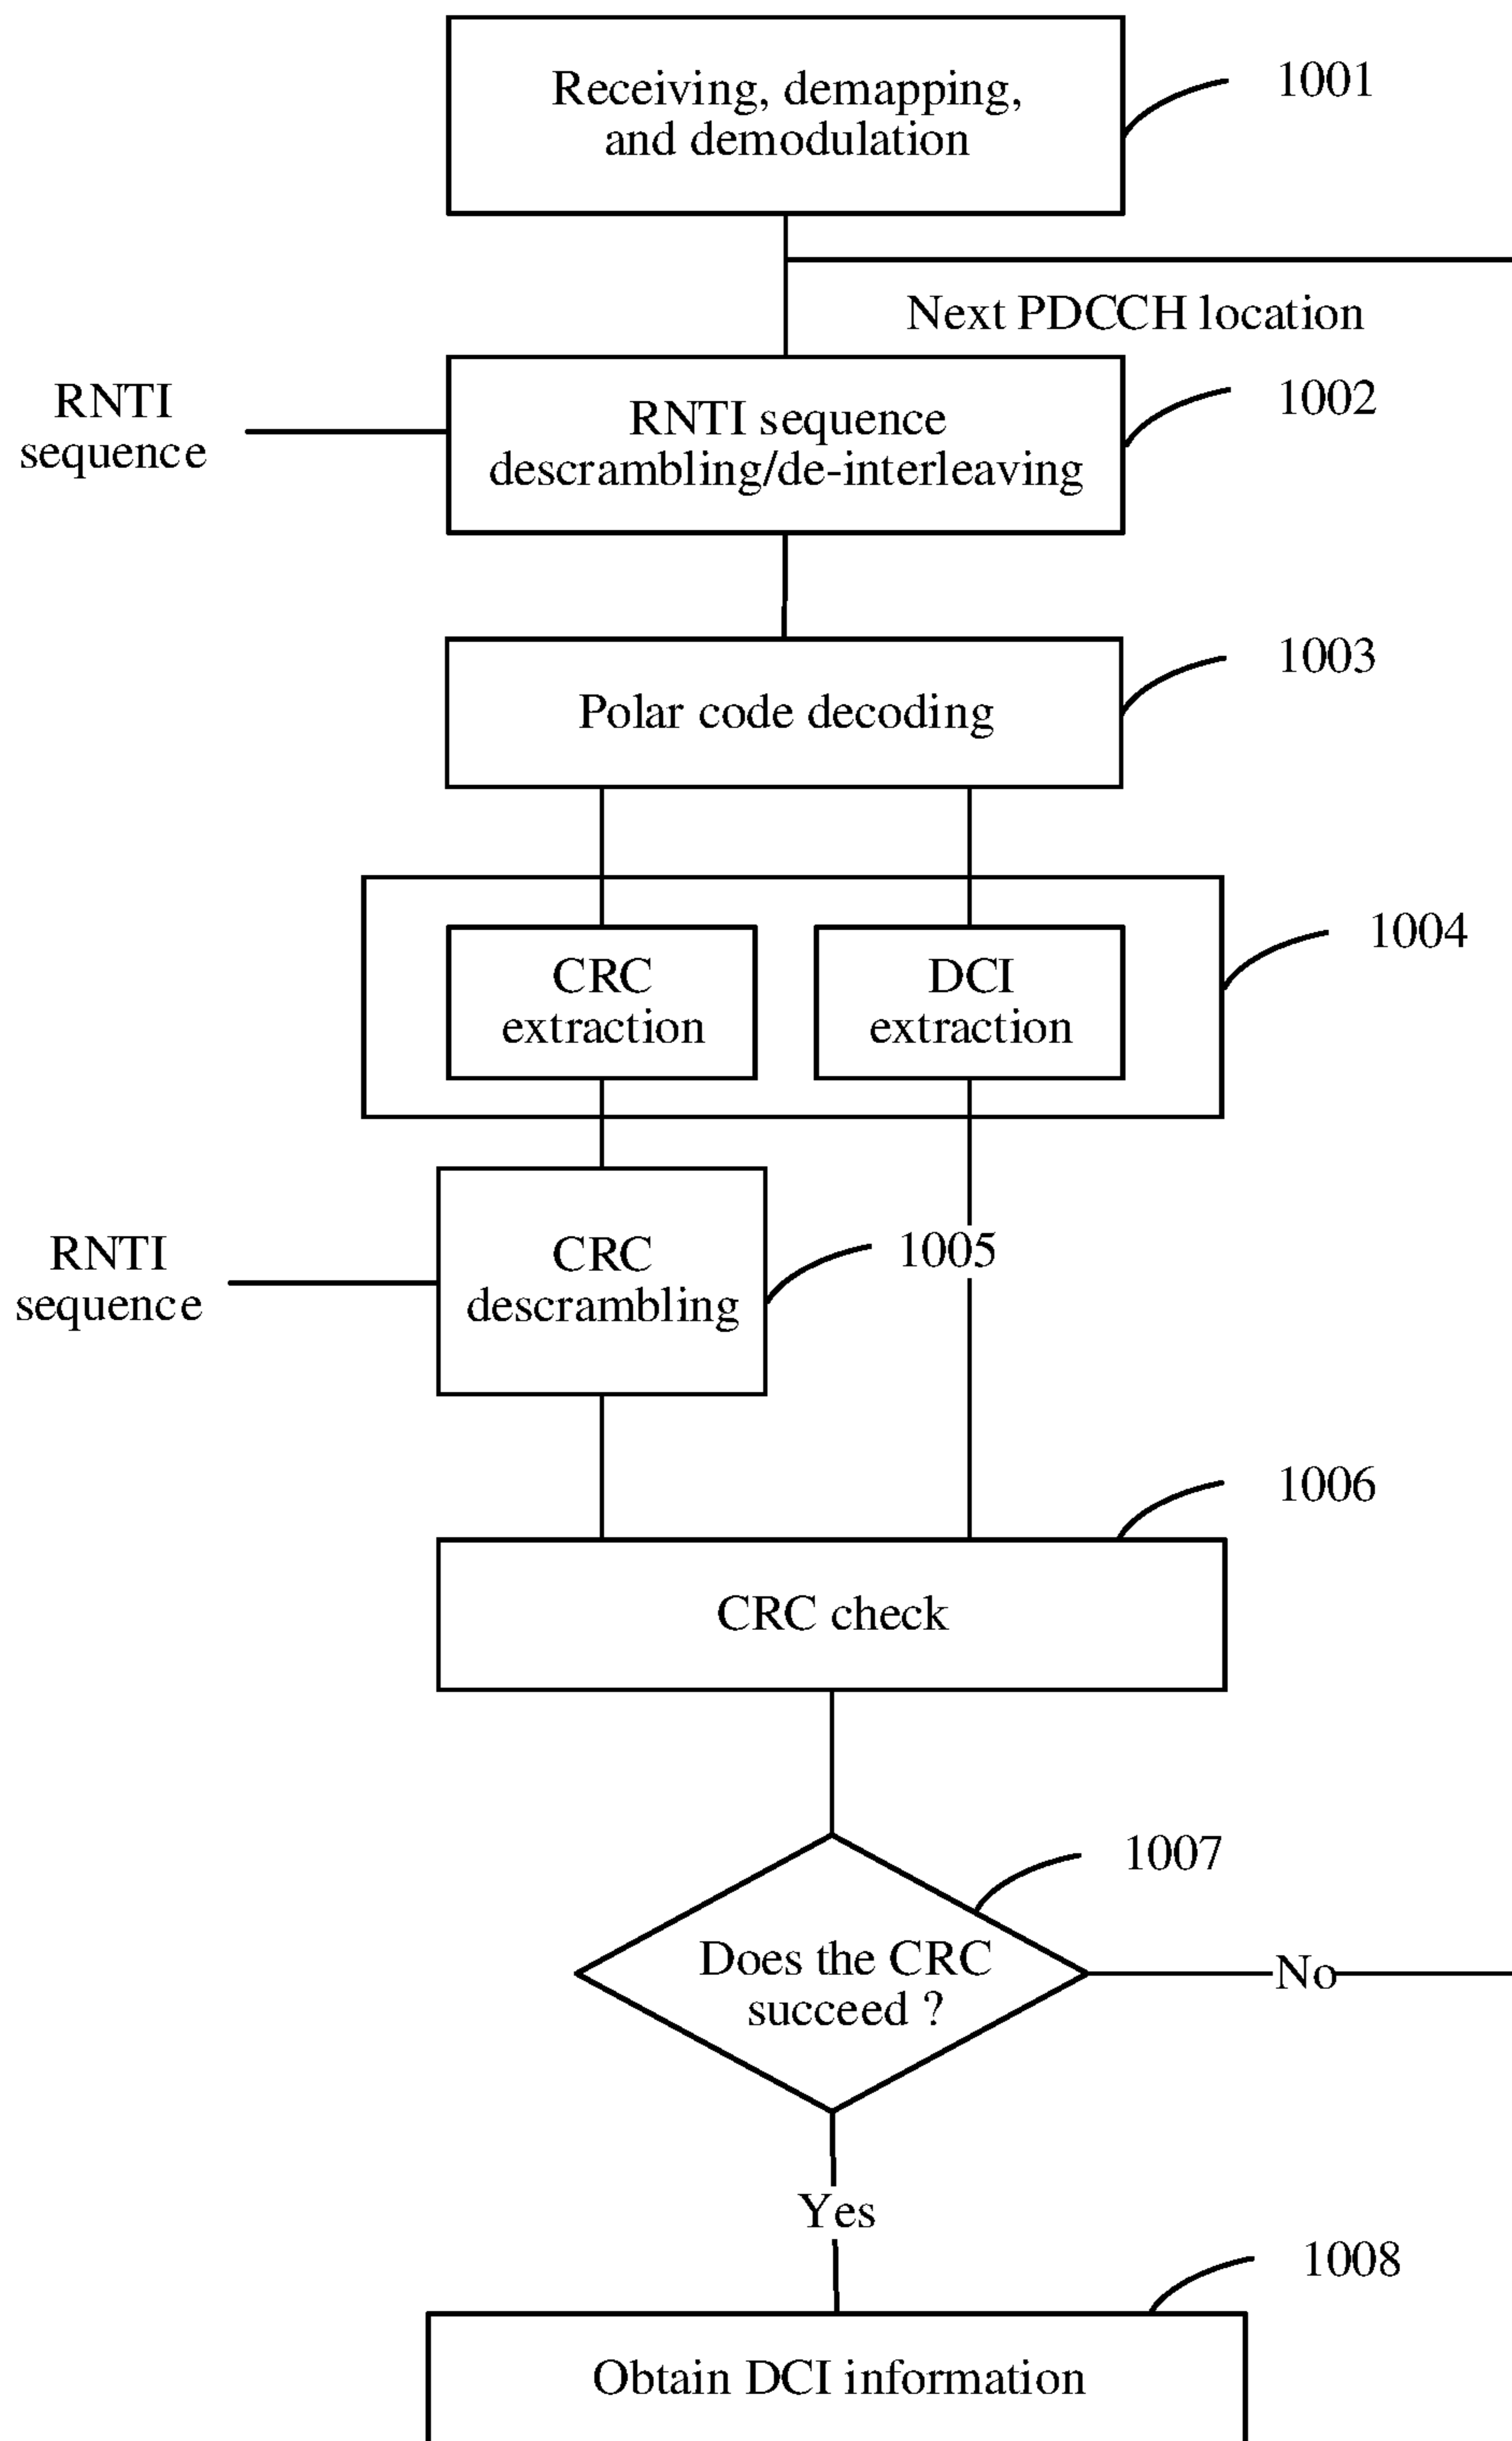 Receiving, demapping,
and demodulation
1001
Next PDCCH location
RNTI
sequence
RNTI sequence
descrambling/de-interleaving
1002
Polar code decoding
1003
CRC
extraction
DCI
extraction
1004
RNTI
sequence
CRC
descrambling
1005
CRC check
1006
Does the CRC
succeed ?
1007
No
Yes
Obtain DCI information
1008